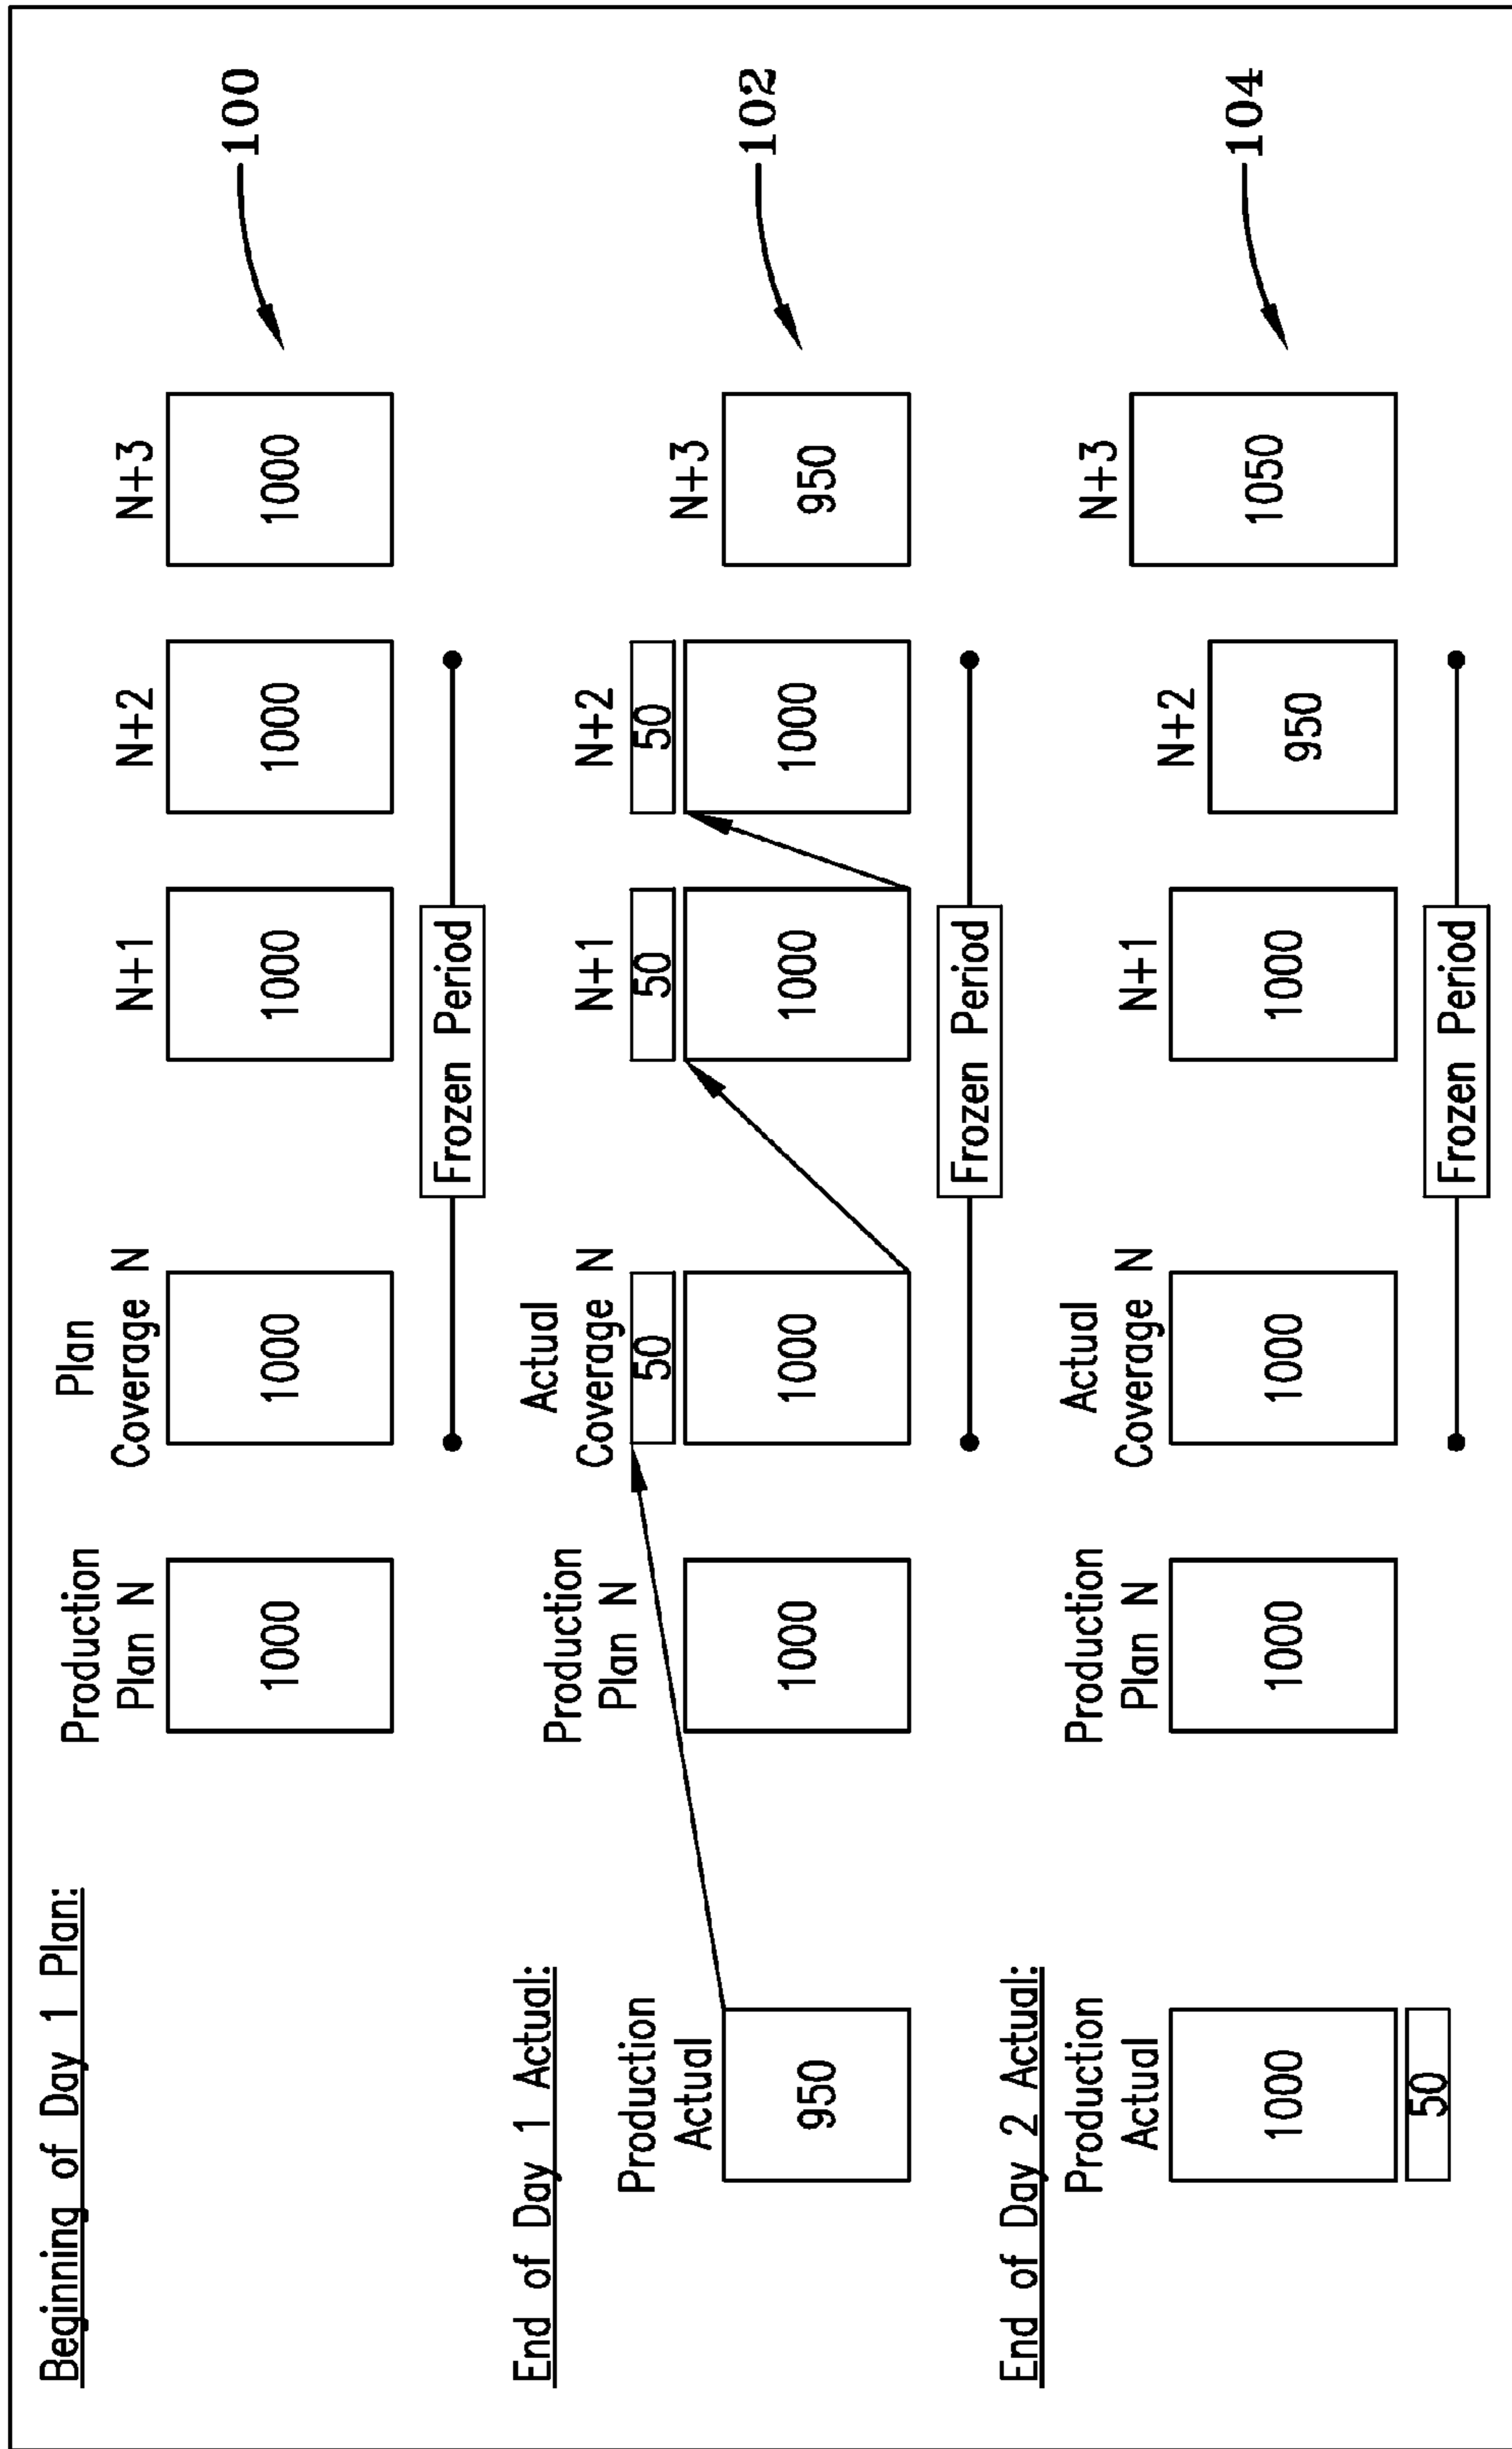 Beginning of Day 1 Plan:
Production
Plan N
1000
Plan
Coverage N
1000
N+1
1000
N+2
1000
N+3
1000
100
Frozen Period
End of Day 1 Actual:
Production
Actual
950
Production
Plan N
1000
Actual
Coverage N
50
1000
N+1
50
1000
N+2
50
1000
N+3
950
102
Frozen Period
End of Day 2 Actual:
Production
Actual
1000
50
Production
Plan N
1000
Actual
Coverage N
1000
N+1
1000
N+2
950
N+3
1050
104
Frozen Period